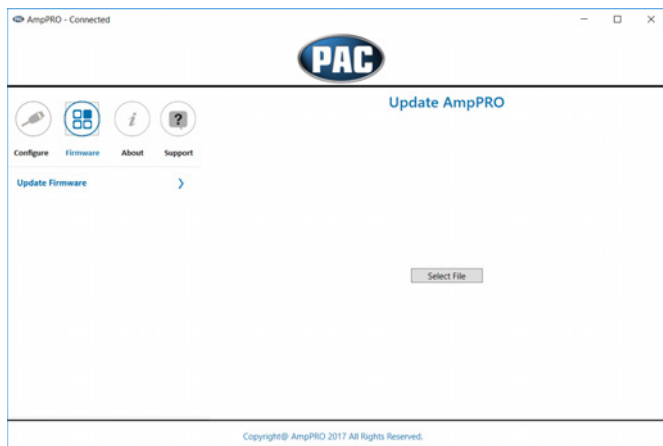 AmpPRO - Connected
PAC
Update AmpPRO
Configure Firmware About Support
Update Firmware
Select File
Copyright@ AmpPRO 2017 All Rights Reserved.